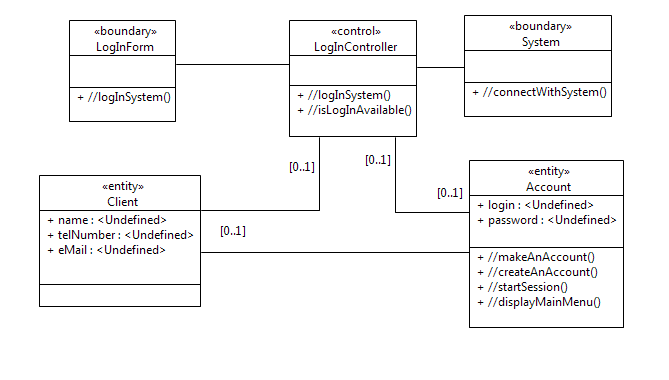 «boundary»
LogInForm
+ //logInSystem()
«control»
LogInController
+ //logInSystem()
+ //isLogInAvailable()
«boundary»
System
+ //connectWithSystem()
[0..1]
[0..1]
[0..1]
[0..1]
«entity»
Client
+ name : <Undefined>
+ telNumber : <Undefined>
+ eMail : <Undefined>
«entity»
Account
+ login : <Undefined>
+ password : <Undefined>
+ //makeAnAccount()
+ //createAnAccount()
+ //startSession()
+ //displayMainMenu()